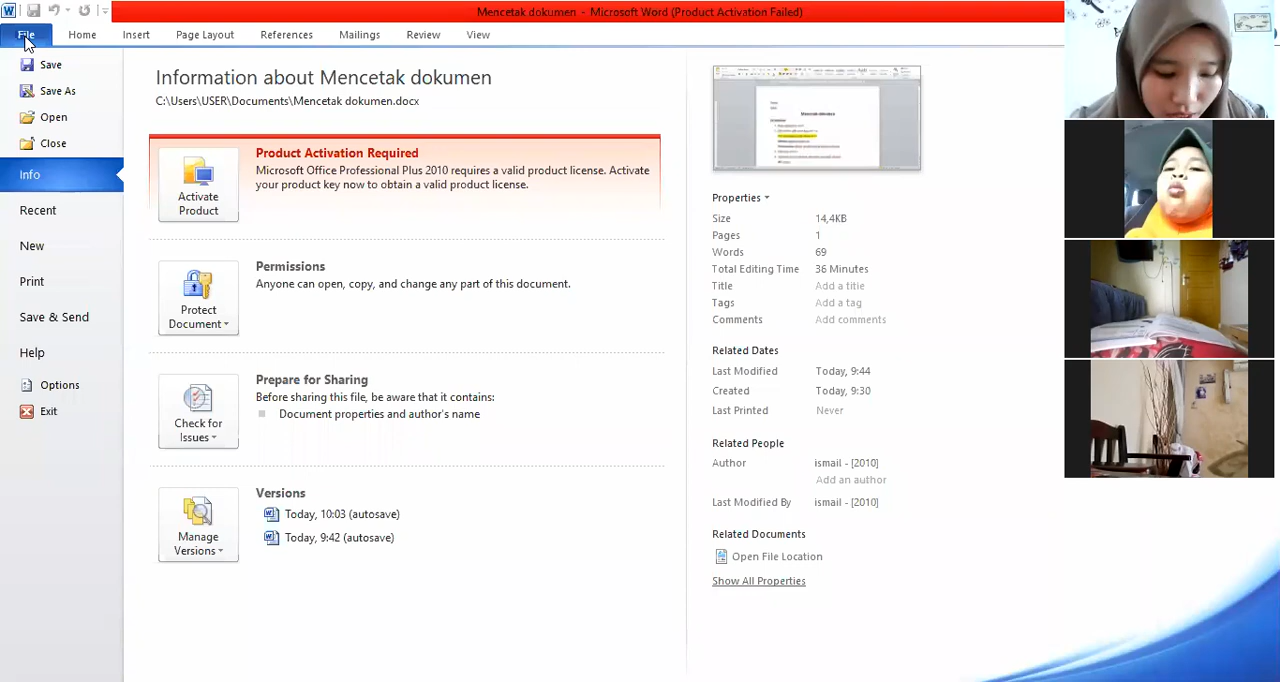 Mencetak dokumen - Microsoft Word (Product Activation Failed)
File Home Insert Page Layout References Mailings Review View
Save
Save As
Open
Close
Info
Recent
New
Print
Save & Send
Help
Options
Exit
Information about Mencetak dokumen
C:\Users\USER\Documents\Mencetak dokumen.docx
Activate
Product
Product Activation Required
Microsoft Office Professional Plus 2010 requires a valid product license. Activate
your product key now to obtain a valid product license.
Protect
Document
Permissions
Anyone can open, copy, and change any part of this document.
Check for
Issues
Prepare for Sharing
Before sharing this file, be aware that it contains:
Document properties and author's name
Manage
Versions
Versions
Today, 10:03 (autosave)
Today, 9:42 (autosave)
Mencetak dokumen
Properties
Size 14,4KB
Pages 1
Words 69
Total Editing Time 36 Minutes
Title Add a title
Tags Add a tag
Comments Add comments
Related Dates
Last Modified Today, 9:44
Created Today, 9:30
Last Printed Never
Related People
Author ismail - [2010]
Add an author
Last Modified By ismail - [2010]
Related Documents
Open File Location
Show All Properties